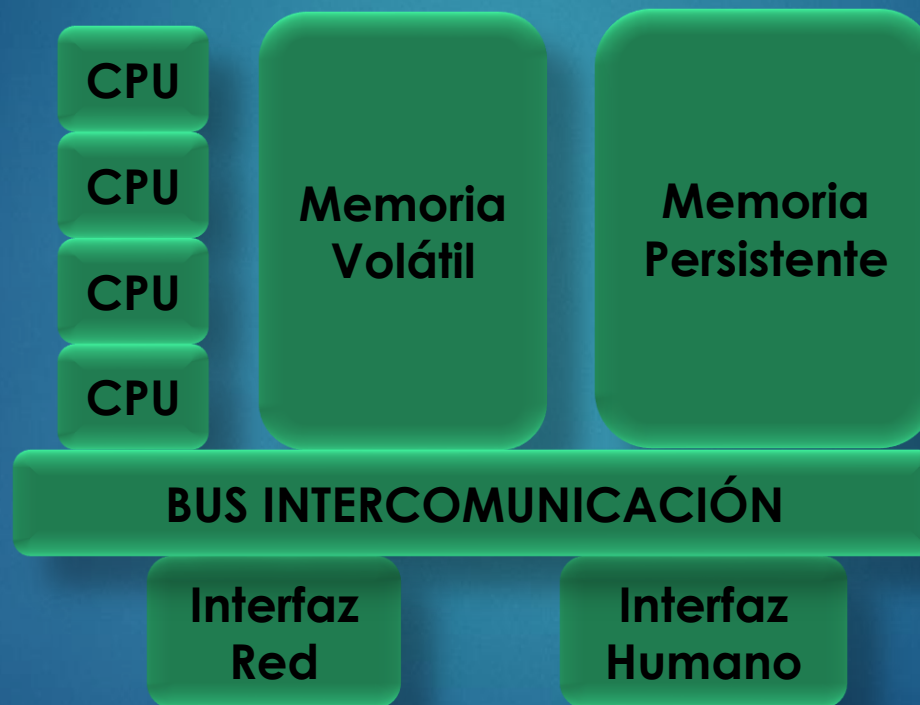 CPU
CPU
CPU
CPU
Memoria
Volátil
Memoria
Persistente
BUS INTERCOMUNICACIÓN
Interfaz
Red
Interfaz
Humano